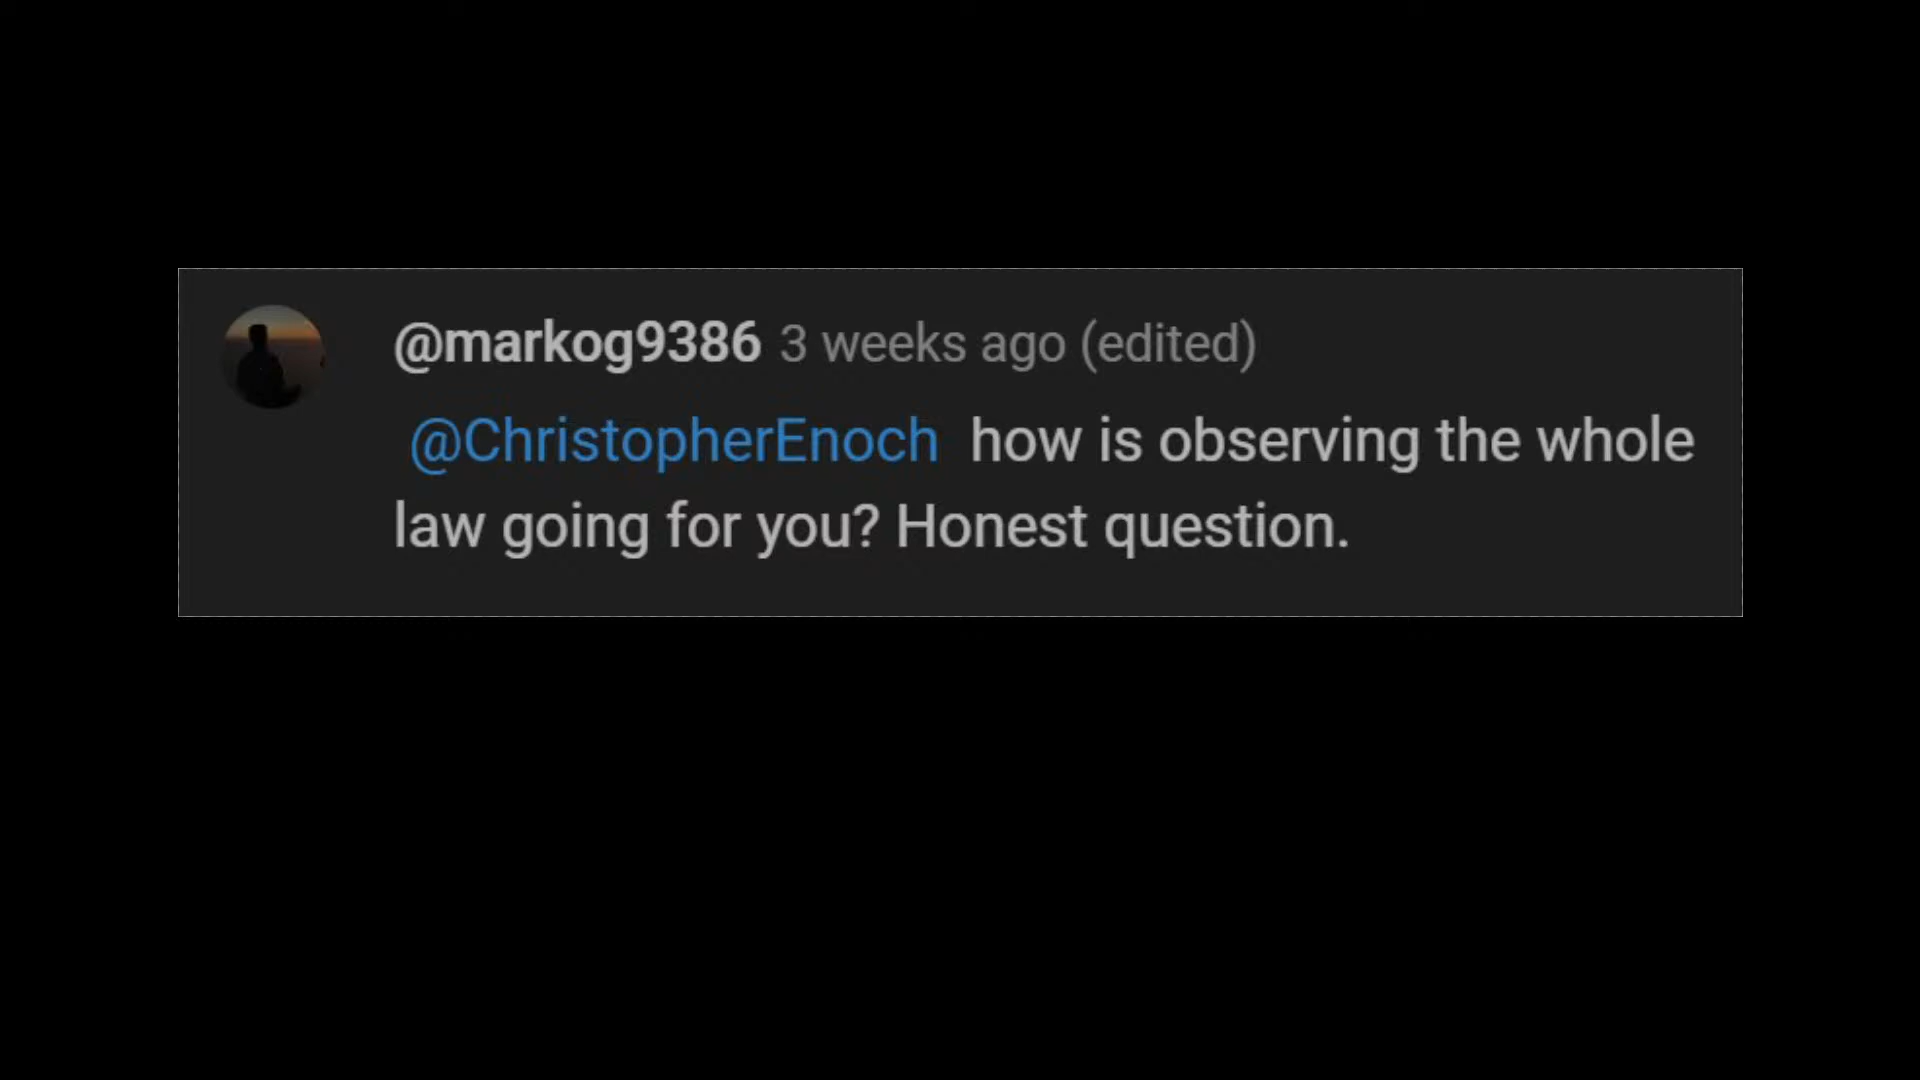 @markog9386 3 weeks ago (edited)
@ChristopherEnoch how is observing the whole
law going for you? Honest question.